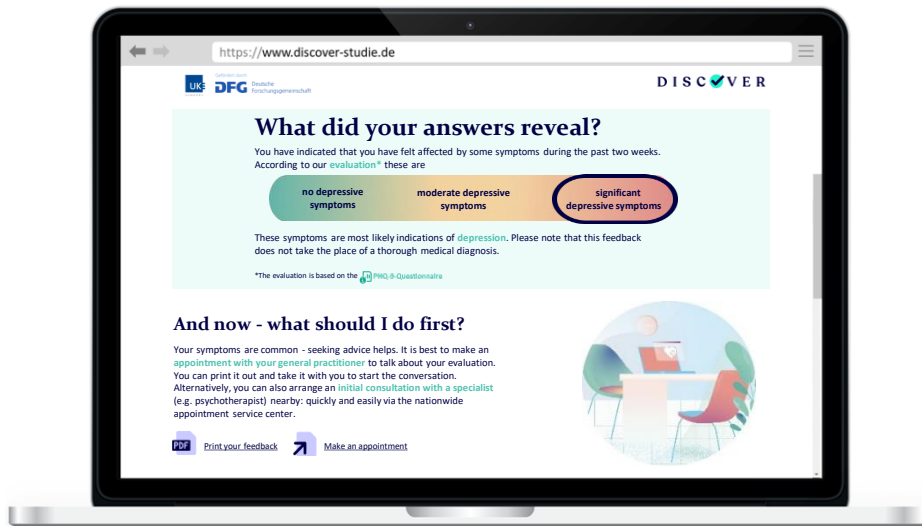 https://www.discover-studie.de
UKE
Gefördert durch
DFG Deutsche
Forschungsgemeinschaft
DISCOVER
What did your answers reveal?
You have indicated that you have felt affected by some symptoms during the past two weeks.
According to our evaluation* these are
no depressive
symptoms
moderate depressive
symptoms
significant
depressive symptoms
These symptoms are most likely indications of depression. Please note that this feedback
does not take the place of a thorough medical diagnosis.
*The evaluation is based on the PHQ-9-Questionnaire
And now - what should I do first?
Your symptoms are common - seeking advice helps. It is best to make an
appointment with your general practitioner to talk about your evaluation.
You can print it out and take it with you to start the conversation.
Alternatively, you can also arrange an initial consultation with a specialist
(e.g. psychotherapist) nearby: quickly and easily via the nationwide
appointment service center.
PDF Print your feedback
Make an appointment